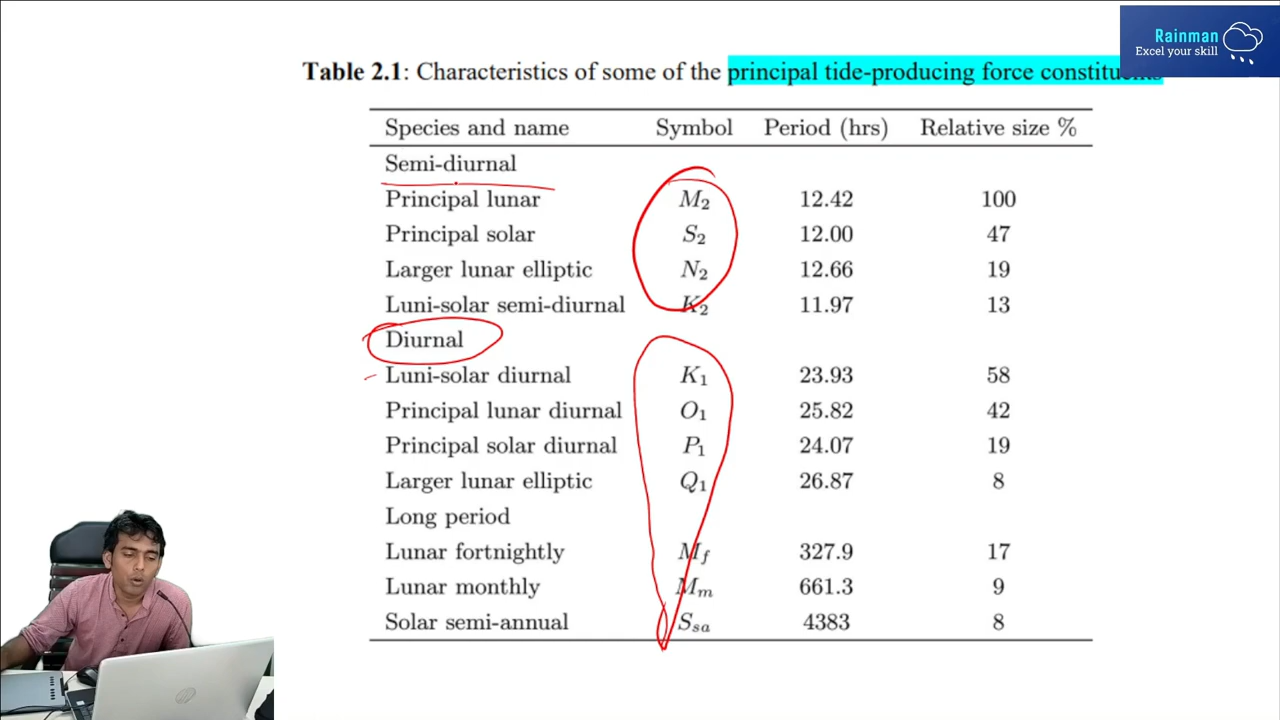 Rainman
Excel your skill
Table 2.1: Characteristics of some of the principal tide-producing force constituents
Species and name Symbol Period (hrs) Relative size %
Semi-diurnal
Principal lunar M₂ 12.42 100
Principal solar S₂ 12.00 47
Larger lunar elliptic N₂ 12.66 19
Luni-solar semi-diurnal K₂ 11.97 13
Diurnal
Luni-solar diurnal K₁ 23.93 58
Principal lunar diurnal O₁ 25.82 42
Principal solar diurnal P₁ 24.07 19
Larger lunar elliptic Q₁ 26.87 8
Long period
Lunar fortnightly M_f 327.9 17
Lunar monthly M_m 661.3 9
Solar semi-annual S_sa 4383 8